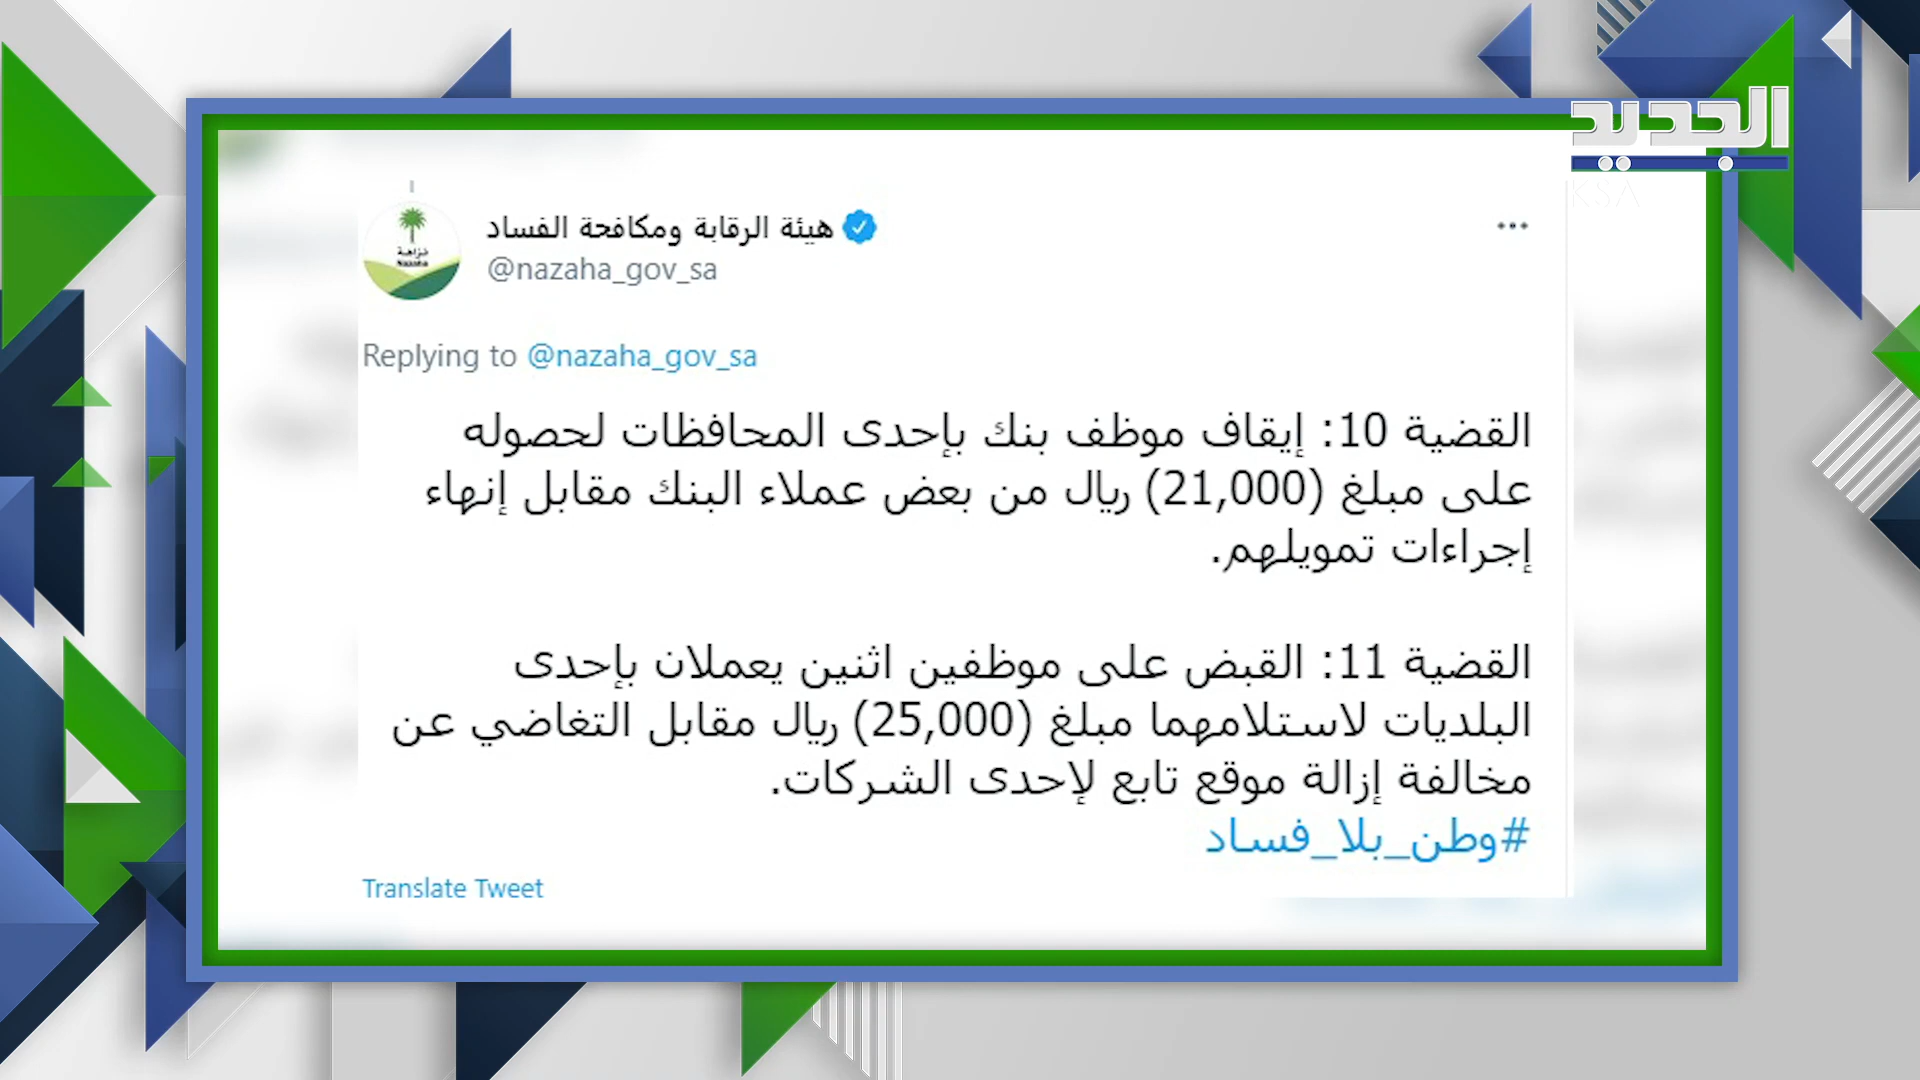 الجديد
KSA
هيئة الرقابة ومكافحة الفساد
@nazaha_gov_sa
نزاهة
Nazaha
Replying to @nazaha_gov_sa
القضية 10: إيقاف موظف بنك بإحدى المحافظات لحصوله
على مبلغ (21,000) ريال من بعض عملاء البنك مقابل إنهاء
إجراءات تمويلهم.
القضية 11: القبض على موظفين اثنين يعملان بإحدى
البلديات لاستلامهما مبلغ (25,000) ريال مقابل التغاضي عن
مخالفة إزالة موقع تابع لإحدى الشركات.
#وطن_بلا_فساد
Translate Tweet